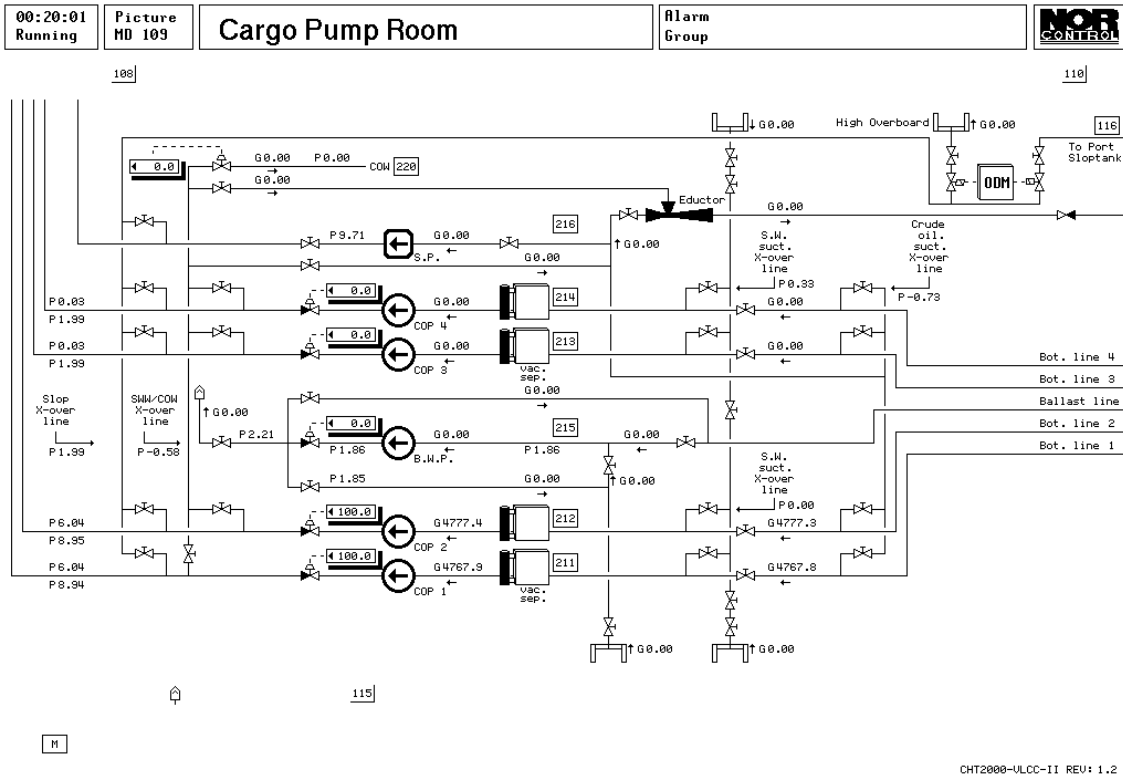 00:20:01
Running
Picture
MD 109
Cargo Pump Room
Alarm
Group
NOR
CONTROL
108
110
G0.00
High Overboard
G0.00
116
To Port
Sloptank
0.0
G0.00
P0.00
COW
220
G0.00
ODM
Eductor
G0.00
216
P9.71
G0.00
S.P.
G0.00
G0.00
S.W.
suct.
X-over
line
P0.33
Crude
oil.
suct.
X-over
line
P-0.73
P0.03
P1.99
0.0
COP 4
G0.00
214
G0.00
P0.03
P1.99
0.0
COP 3
G0.00
213
vac.
sep.
G0.00
Bot. line 4
Bot. line 3
Ballast line
Bot. line 2
Bot. line 1
Slop
X-over
line
P1.99
SWW/COW
X-over
line
P-0.58
G0.00
P2.21
G0.00
0.0
P1.86
B.W.P.
G0.00
215
P1.86
G0.00
P1.85
G0.00
G0.00
S.W.
suct.
X-over
line
P0.00
P6.04
P8.95
100.0
COP 2
G4777.4
212
G4777.3
P6.04
P8.94
100.0
COP 1
G4767.9
211
vac.
sep.
G4767.8
G0.00
G0.00
115
M
CHT2000-VLCC-II REV: 1.2